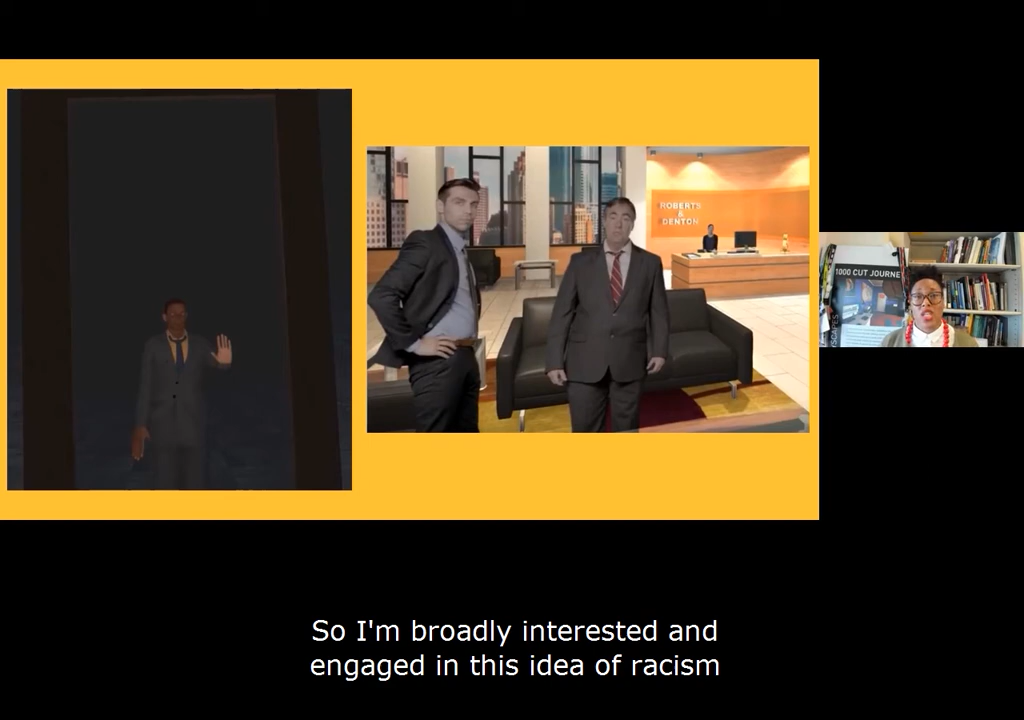 ROBERTS
&
DENTON
1000 CUT JOURNE
So I'm broadly interested and
engaged in this idea of racism